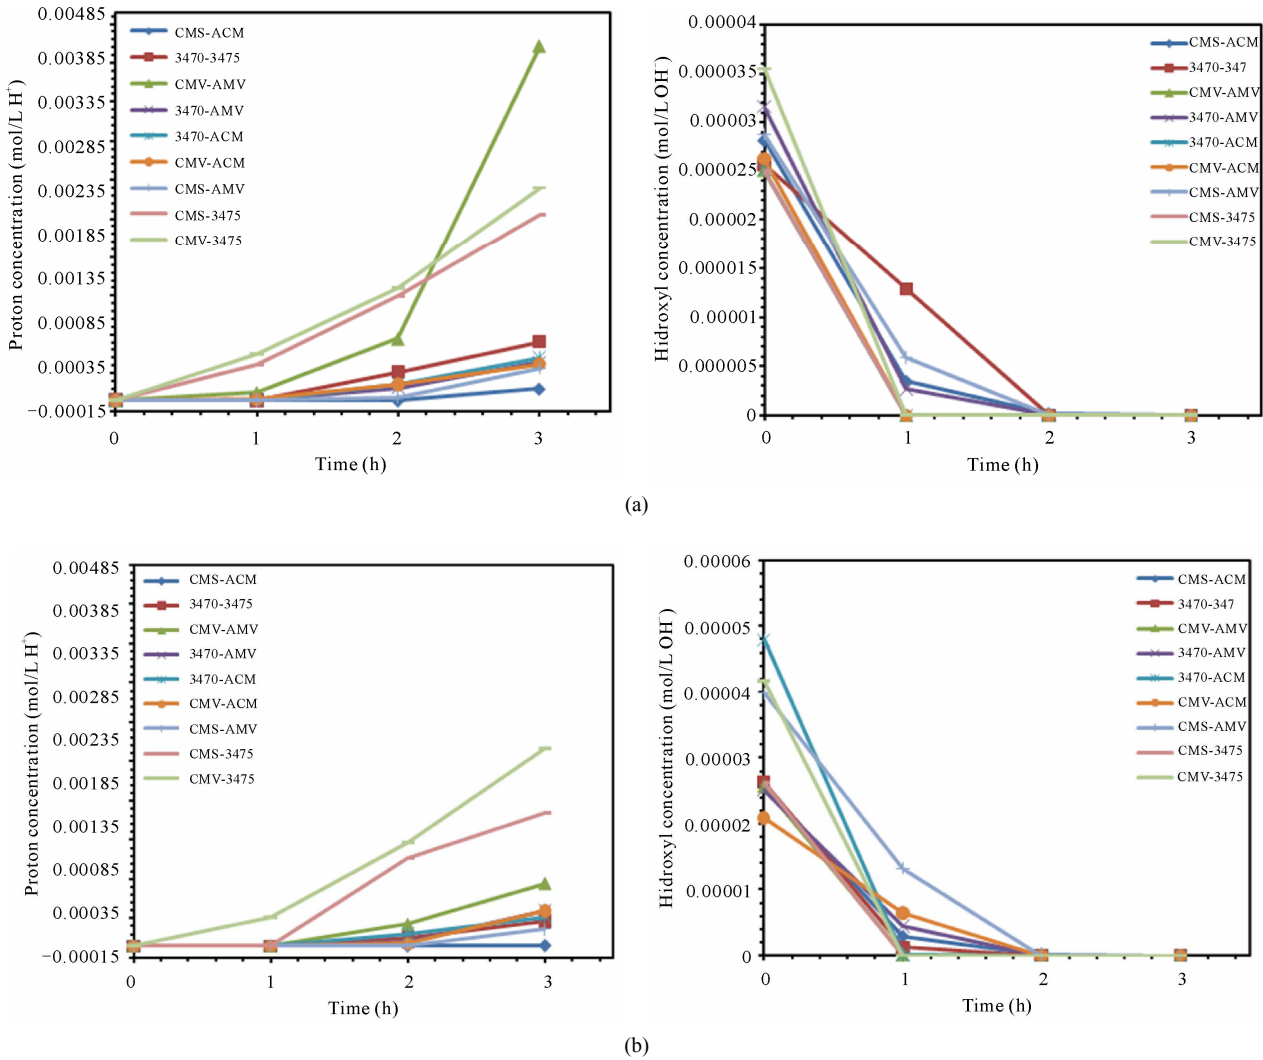 Proton concentration (mol/L H+)
0.00485
0.00385
0.00335
0.00285
0.00235
0.00185
0.00135
0.00085
0.00035
−0.00015
CMS-ACM
3470-3475
CMV-AMV
3470-AMV
3470-ACM
CMV-ACM
CMS-AMV
CMS-3475
CMV-3475
0 1 2 3
Time (h)
Hidroxyl concentration (mol/L OH−)
0.00004
0.000035
0.00003
0.000025
0.00002
0.000015
0.00001
0.000005
0
CMS-ACM
3470-347
CMV-AMV
3470-AMV
3470-ACM
CMV-ACM
CMS-AMV
CMS-3475
CMV-3475
0 1 2 3
Time (h)
(a)
Proton concentration (mol/L H+)
0.00485
0.00385
0.00335
0.00285
0.00235
0.00185
0.00135
0.00085
0.00035
−0.00015
CMS-ACM
3470-3475
CMV-AMV
3470-AMV
3470-ACM
CMV-ACM
CMS-AMV
CMS-3475
CMV-3475
0 1 2 3
Time (h)
Hidroxyl concentration (mol/L OH−)
0.00006
0.00005
0.00004
0.00003
0.00002
0.00001
0
CMS-ACM
3470-347
CMV-AMV
3470-AMV
3470-ACM
CMV-ACM
CMS-AMV
CMS-3475
CMV-3475
0 1 2 3
Time (h)
(b)